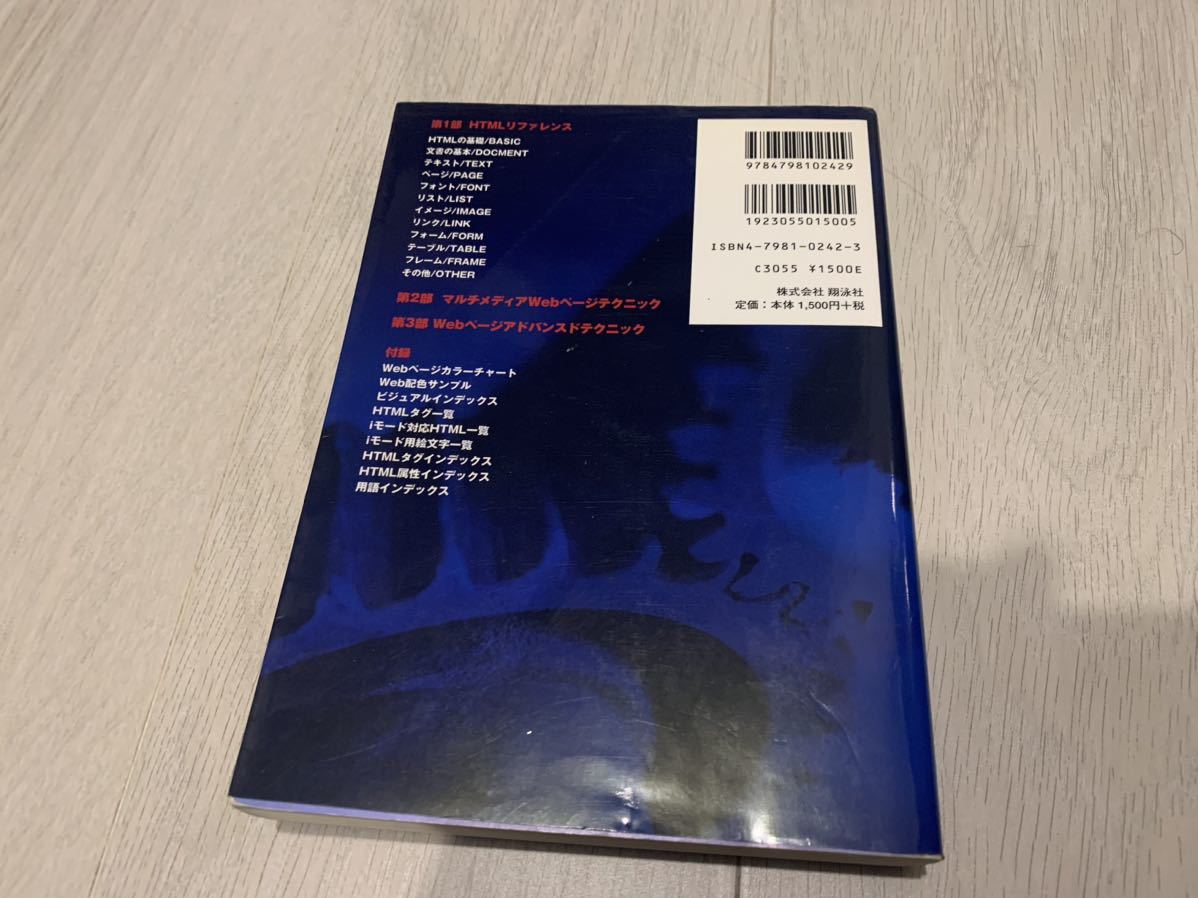 第1部 HTMLリファレンス
HTMLの基礎/BASIC
文書の基本/DOCMENT
テキスト/TEXT
ページ/PAGE
フォント/FONT
リスト/LIST
イメージ/IMAGE
リンク/LINK
フォーム/FORM
テーブル/TABLE
フレーム/FRAME
その他/OTHER
第2部 マルチメディアWebページテクニック
第3部 Webページアドバンスドテクニック
付録
Webページカラーチャート
Web配色サンプル
ビジュアルインデックス
HTMLタグ一覧
iモード対応HTML一覧
iモード用絵文字一覧
HTMLタグインデックス
HTML属性インデックス
用語インデックス
9784798102429
1923055015005
ISBN4-7981-0242-3
C3055 ¥1500E
株式会社 翔泳社
定価：本体 1,500円+税